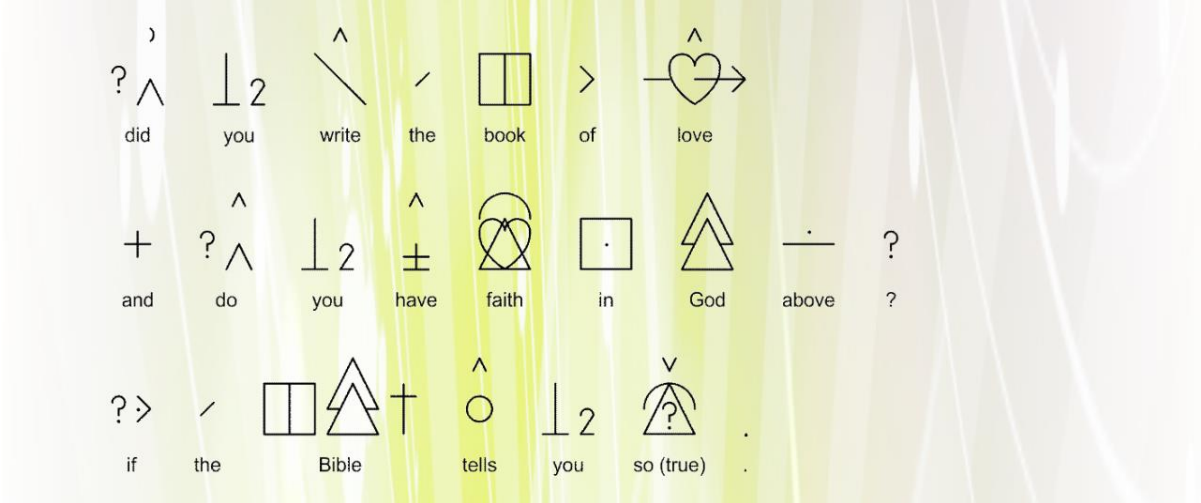 did you write the book of love
and do you have faith in God above ?
if the Bible tells you so (true) .